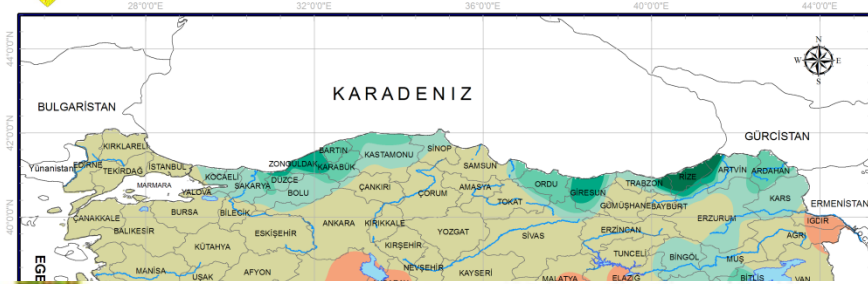 28°0'0"E 32°0'0"E 36°0'0"E 40°0'0"E 44°0'0"E
44°0'0"N
N
W E
S
KARADENIZ
BULGARİSTAN
42°0'0"N
GÜRCİSTAN
KIRKLARELİ
Yünanistan
EDİRNE
TEKİRDAĞ
İSTANBUL
MARMARA
YALOVA
KOCAELİ
SAKARYA
DÜZCE
BOLU
ZONGULDAK
BARTIN
KARABÜK
KASTAMONU
SİNOP
SAMSUN
ÇANKIRI
ÇORUM
AMASYA
TOKAT
ORDU
GİRESUN
TRABZON
GÜMÜŞHANE
BAYBURT
RİZE
ARTVİN
ARDAHAN
KARS
ERMENİSTAN
IĞDIR
40°0'0"N
ÇANAKKALE
BURSA
BİLECİK
BALIKESİR
ESKİŞEHİR
ANKARA
KIRIKKALE
YOZGAT
SİVAS
ERZİNCAN
ERZURUM
AĞRI
KÜTAHYA
KIRŞEHİR
TUNCELİ
BİNGÖL
MUŞ
EGE
MANİSA
UŞAK
AFYON
NEVŞEHİR
KAYSERİ
MALATYA
ELAZIĞ
BİTLİS
VAN